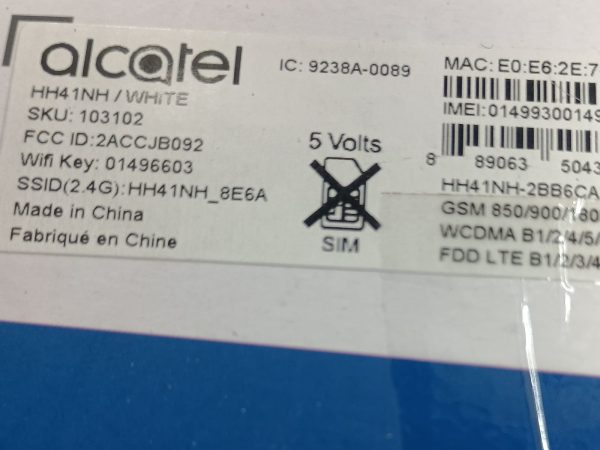 alcatel
HH41NH / WHITE
SKU: 103102
FCC ID:2ACCJB092
Wifi Key: 01496603
SSID(2.4G):HH41NH_8E6A
Made in China
Fabriqué en Chine
IC: 9238A-0089
5 Volts
SIM
MAC: E0:E6:2E:7
IMEI:01499300149
8 89063 5043
HH41NH-2BB6CA
GSM 850/900/180
WCDMA B1/2/4/5/
FDD LTE B1/2/3/4